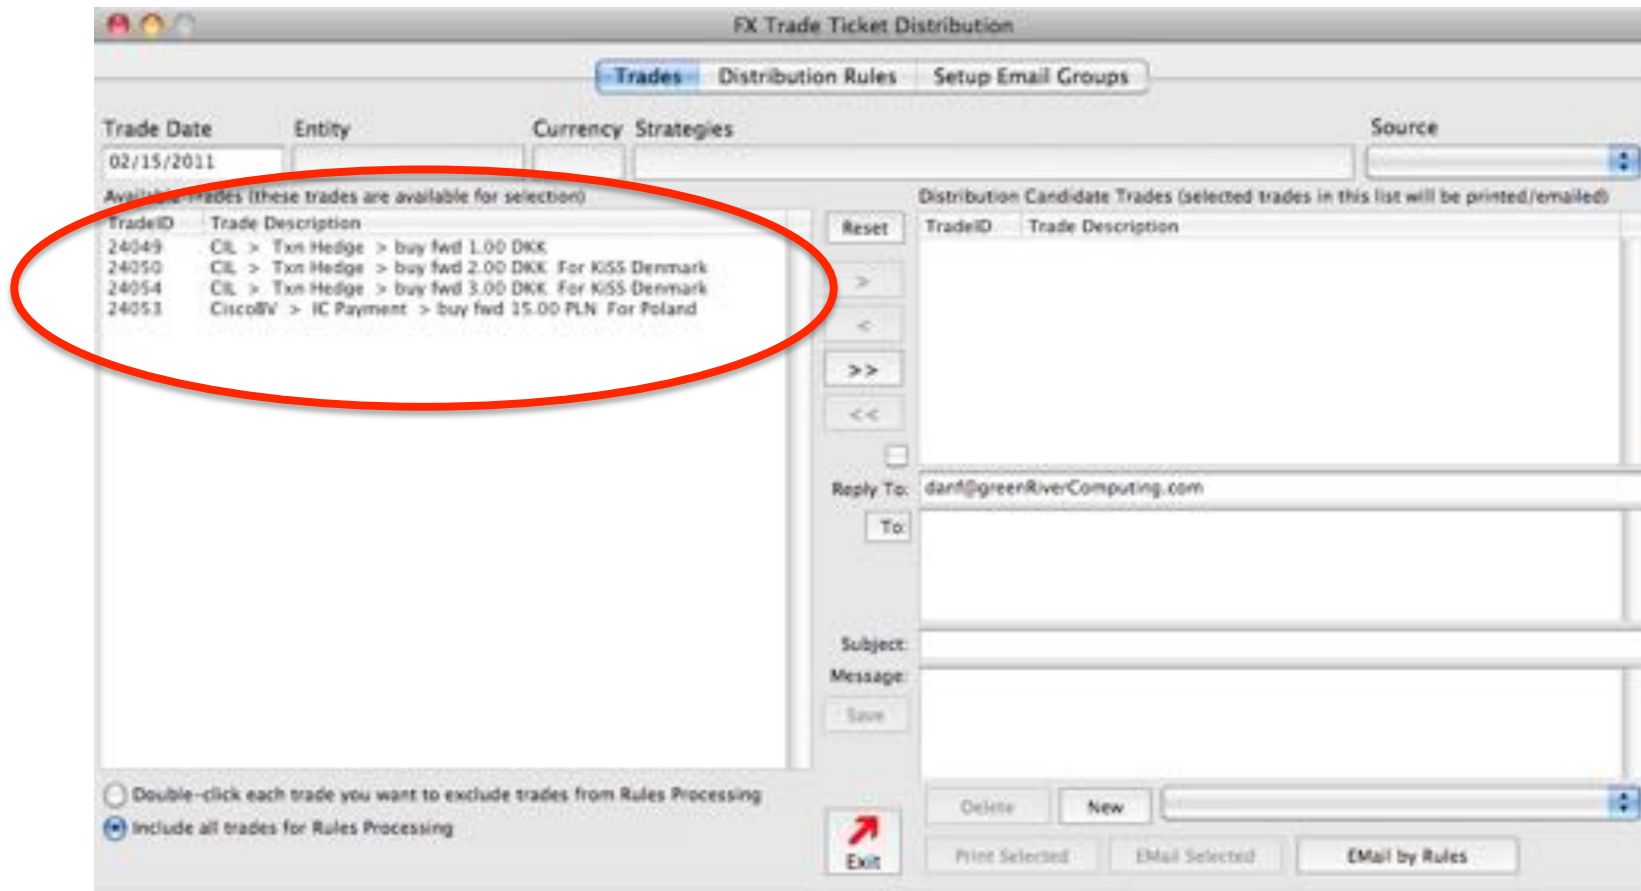 FX Trade Ticket Distribution
Trades Distribution Rules Setup Email Groups
Trade Date Entity Currency Strategies Source
02/15/2011
Available Trades (these trades are available for selection)
TradeID Trade Description
24049 CIL > Txn Hedge > buy fwd 1.00 DKK
24050 CIL > Txn Hedge > buy fwd 2.00 DKK For KiSS Denmark
24054 CIL > Txn Hedge > buy fwd 3.00 DKK For KiSS Denmark
24053 CiscoBV > IC Payment > buy fwd 15.00 PLN For Poland
Reset
>
<
>>
<<
Distribution Candidate Trades (selected trades in this list will be printed/emailed)
TradeID Trade Description
Reply To: danf@greenRiverComputing.com
To:
Subject:
Message:
Save
Double-click each trade you want to exclude trades from Rules Processing
Include all trades for Rules Processing
Exit
Delete New
Print Selected EMail Selected EMail by Rules